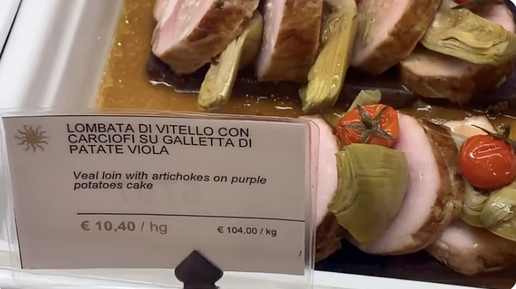 LOMBATA DI VITELLO CON
CARCIOFI SU GALLETTA DI
PATATE VIOLA
Veal loin with artichokes on purple
potatoes cake
€ 10,40 / hg € 104,00 / kg